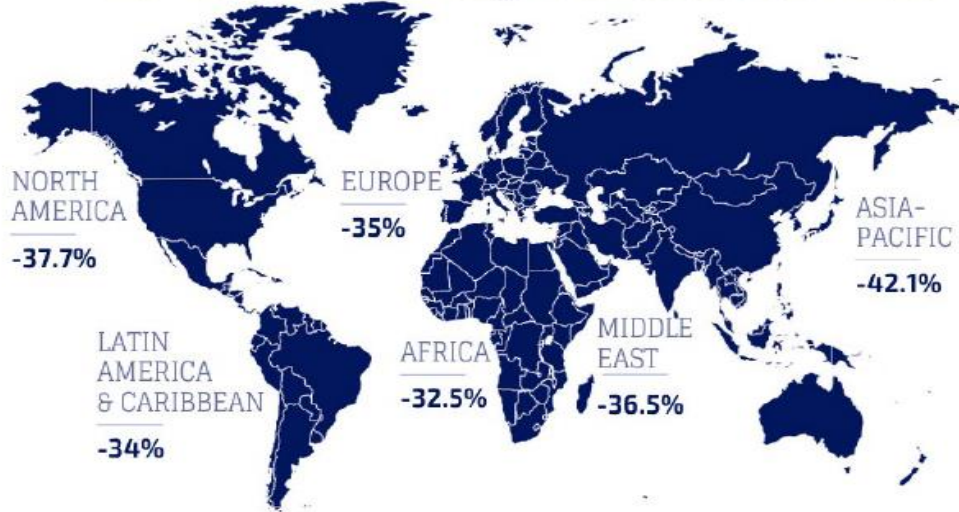 NORTH
AMERICA
-37.7%
EUROPE
-35%
ASIA-
PACIFIC
-42.1%
LATIN
AMERICA
& CARIBBEAN
-34%
AFRICA
-32.5%
MIDDLE
EAST
-36.5%